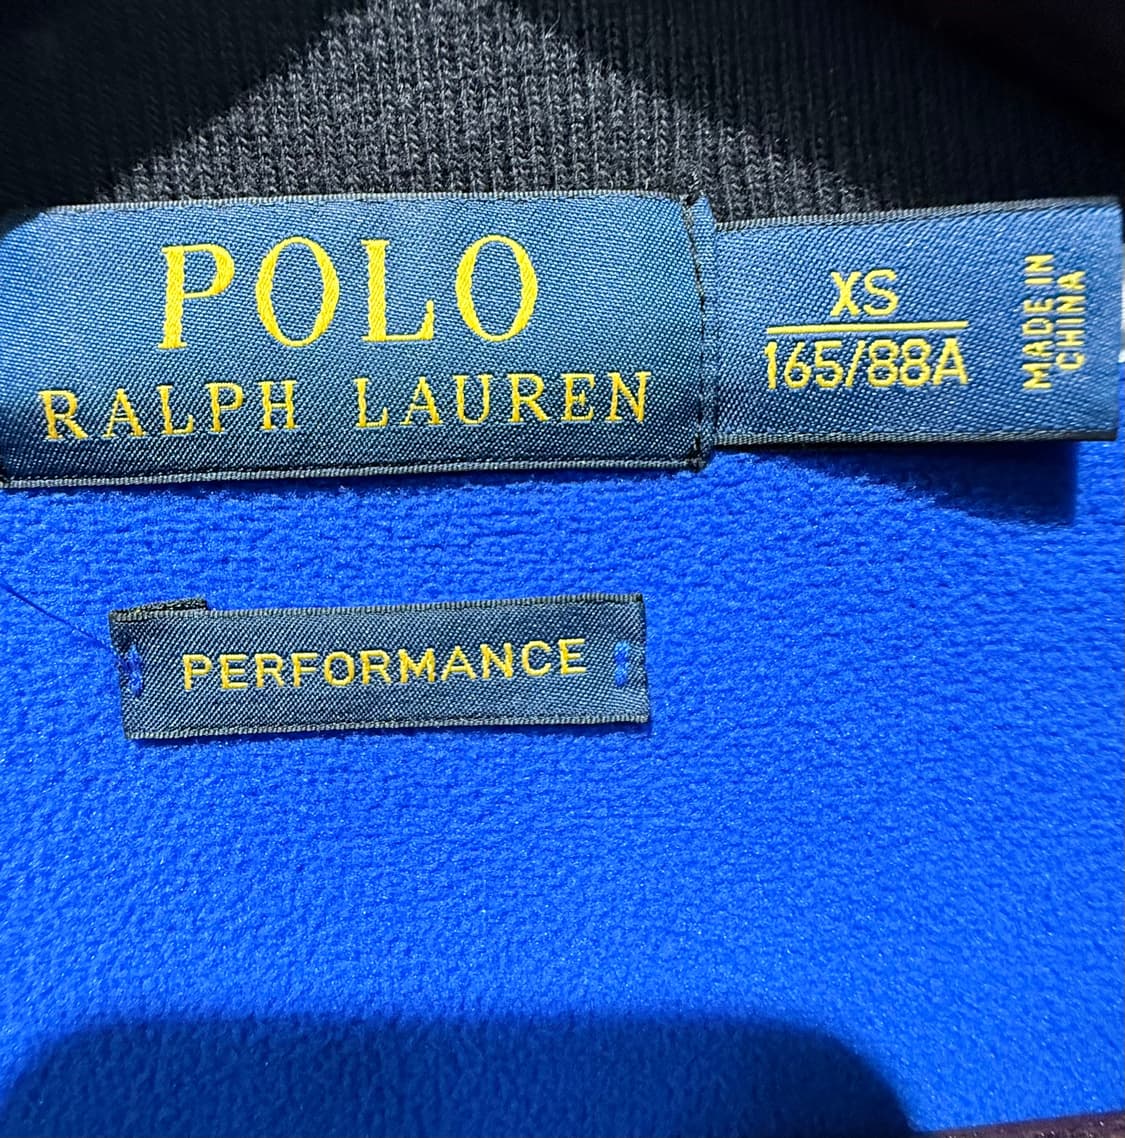 POLO
RALPH LAUREN
XS
165/88A
MADE IN
CHINA
PERFORMANCE